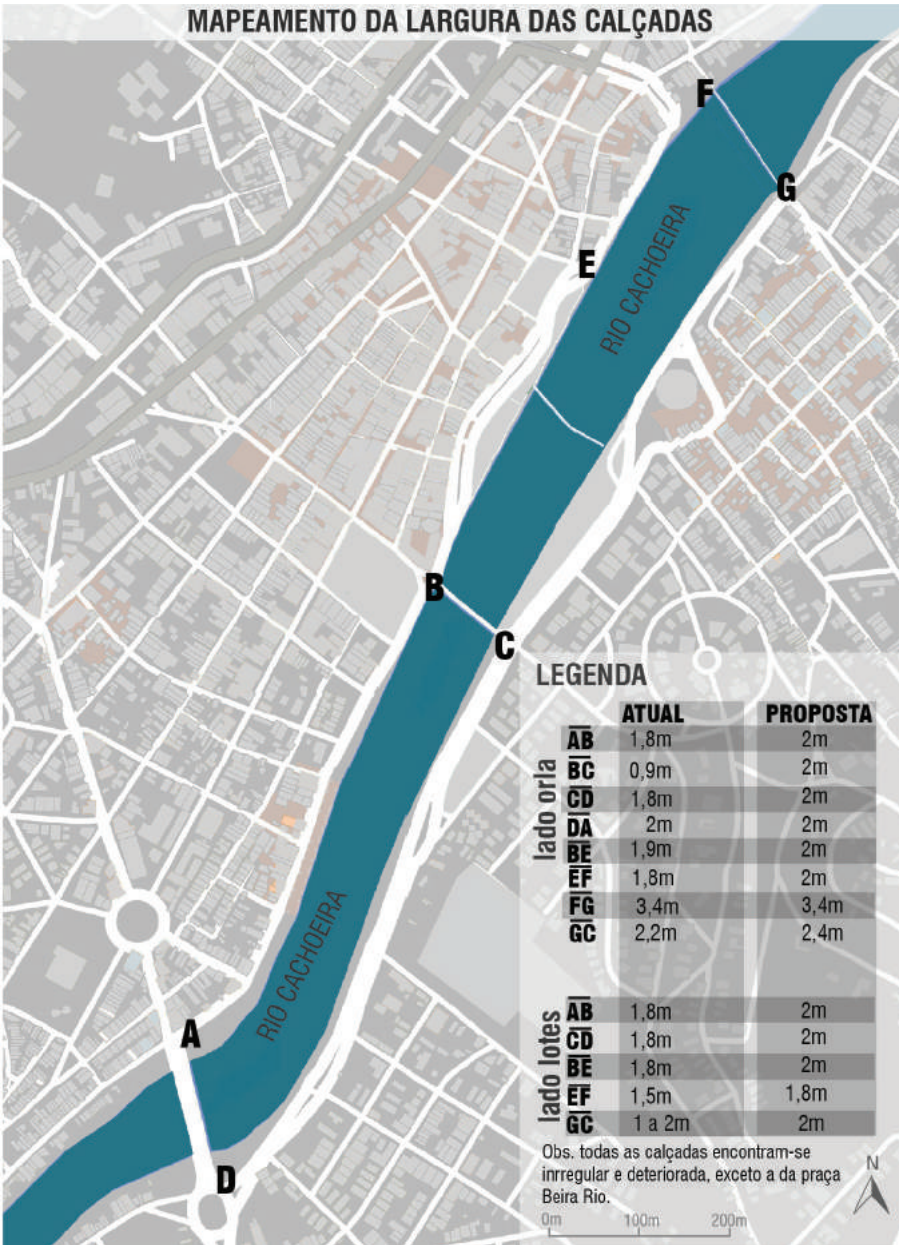 MAPEAMENTO DA LARGURA DAS CALÇADAS
F
G
RIO CACHOEIRA
E
B
C
RIO CACHOEIRA
A
D
LEGENDA
ATUAL PROPOSTA
lado orla
AB 1,8m 2m
BC 0,9m 2m
CD 1,8m 2m
DA 2m 2m
BE 1,9m 2m
EF 1,8m 2m
FG 3,4m 3,4m
GC 2,2m 2,4m
lado lotes
AB 1,8m 2m
CD 1,8m 2m
BE 1,8m 2m
EF 1,5m 1,8m
GC 1 a 2m 2m
Obs. todas as calçadas encontram-se
inrregular e deteriorada, exceto a da praça
Beira Rio.
N
0m 100m 200m